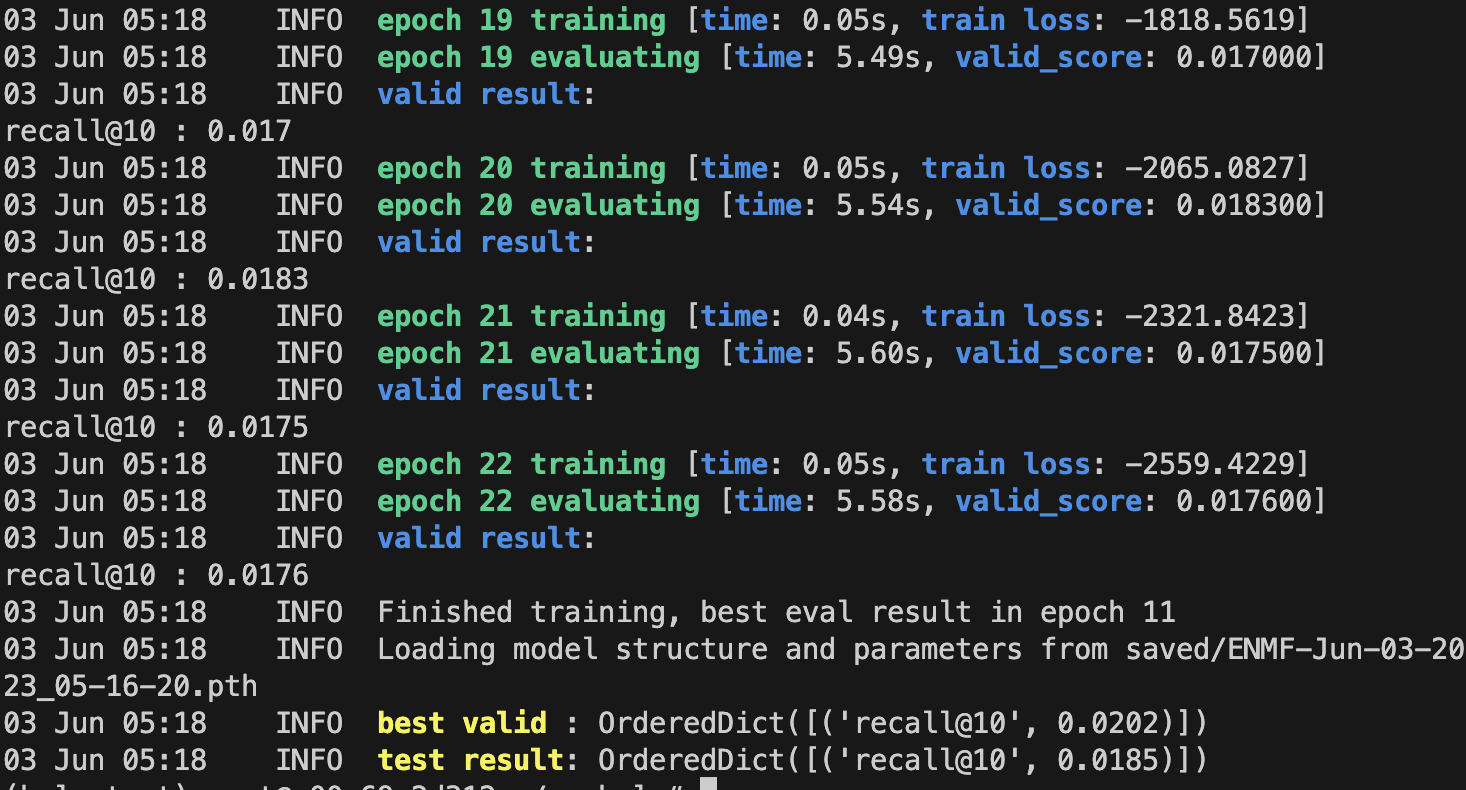 03 Jun 05:18    INFO  epoch 19 training [time: 0.05s, train loss: -1818.5619]
03 Jun 05:18    INFO  epoch 19 evaluating [time: 5.49s, valid_score: 0.017000]
03 Jun 05:18    INFO  valid result:
recall@10 : 0.017
03 Jun 05:18    INFO  epoch 20 training [time: 0.05s, train loss: -2065.0827]
03 Jun 05:18    INFO  epoch 20 evaluating [time: 5.54s, valid_score: 0.018300]
03 Jun 05:18    INFO  valid result:
recall@10 : 0.0183
03 Jun 05:18    INFO  epoch 21 training [time: 0.04s, train loss: -2321.8423]
03 Jun 05:18    INFO  epoch 21 evaluating [time: 5.60s, valid_score: 0.017500]
03 Jun 05:18    INFO  valid result:
recall@10 : 0.0175
03 Jun 05:18    INFO  epoch 22 training [time: 0.05s, train loss: -2559.4229]
03 Jun 05:18    INFO  epoch 22 evaluating [time: 5.58s, valid_score: 0.017600]
03 Jun 05:18    INFO  valid result:
recall@10 : 0.0176
03 Jun 05:18    INFO  Finished training, best eval result in epoch 11
03 Jun 05:18    INFO  Loading model structure and parameters from saved/ENMF-Jun-03-20
23_05-16-20.pth
03 Jun 05:18    INFO  best valid : OrderedDict([('recall@10', 0.0202)])
03 Jun 05:18    INFO  test result: OrderedDict([('recall@10', 0.0185)])